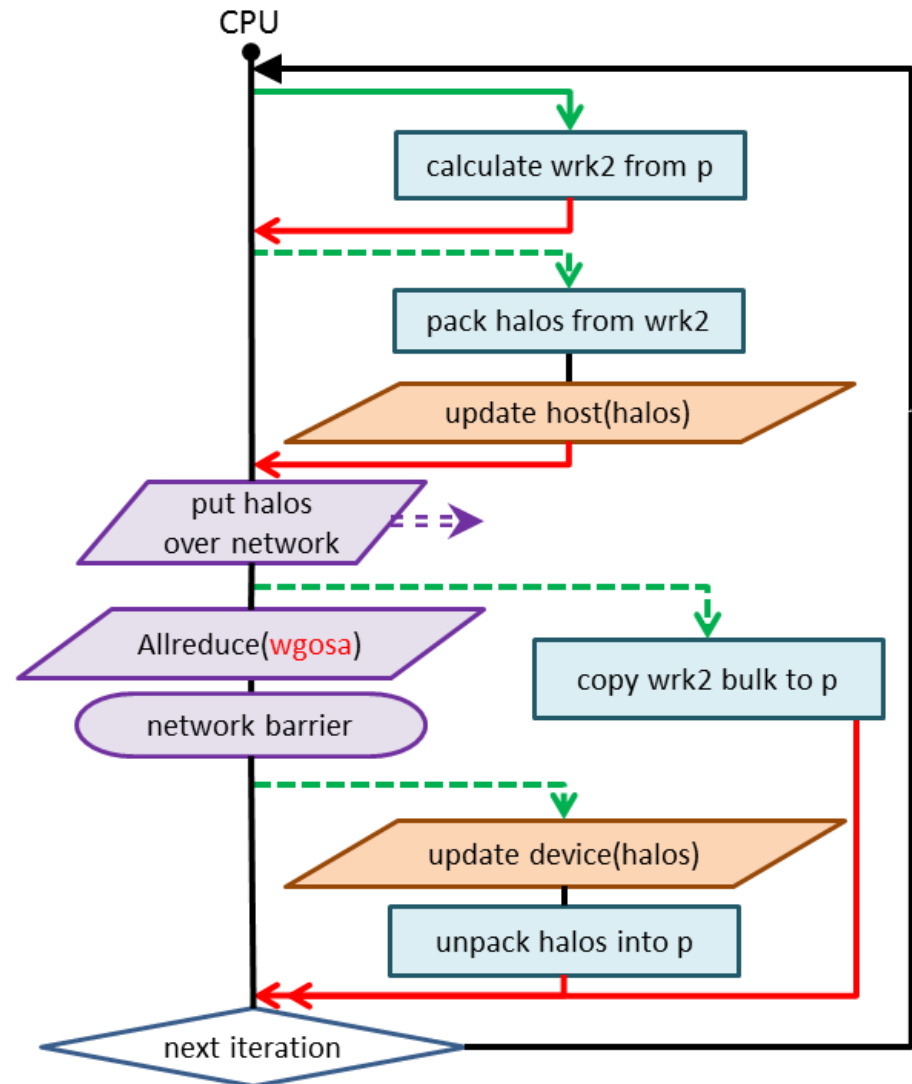 CPU
calculate wrk2 from p
pack halos from wrk2
update host(halos)
put halos
over network
Allreduce(wgosa)
copy wrk2 bulk to p
network barrier
update device(halos)
unpack halos into p
next iteration